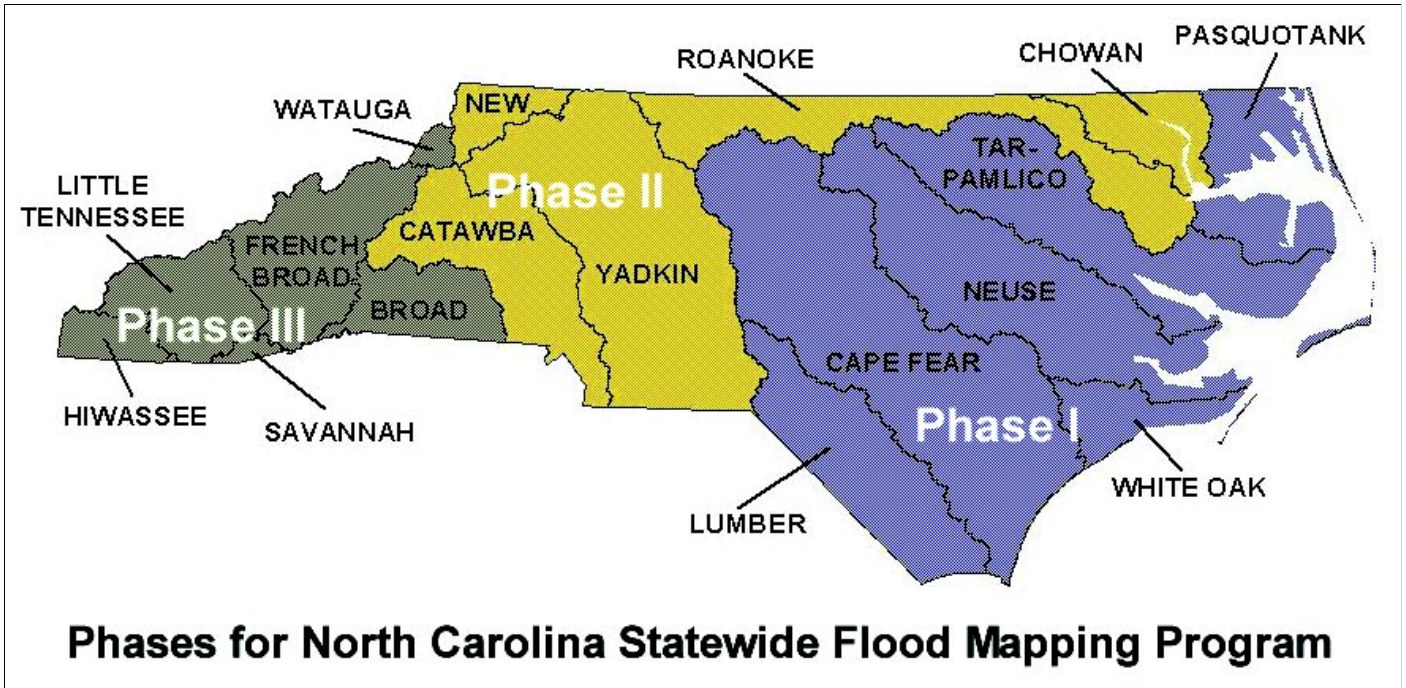 PASQUOTANK
CHOWAN
ROANOKE
NEW
WATAUGA
TAR-
PAMLICO
LITTLE
TENNESSEE
Phase II
CATAWBA
FRENCH
BROAD
YADKIN
NEUSE
BROAD
Phase III
CAPE FEAR
HIWASSEE
SAVANNAH
Phase I
WHITE OAK
LUMBER
Phases for North Carolina Statewide Flood Mapping Program